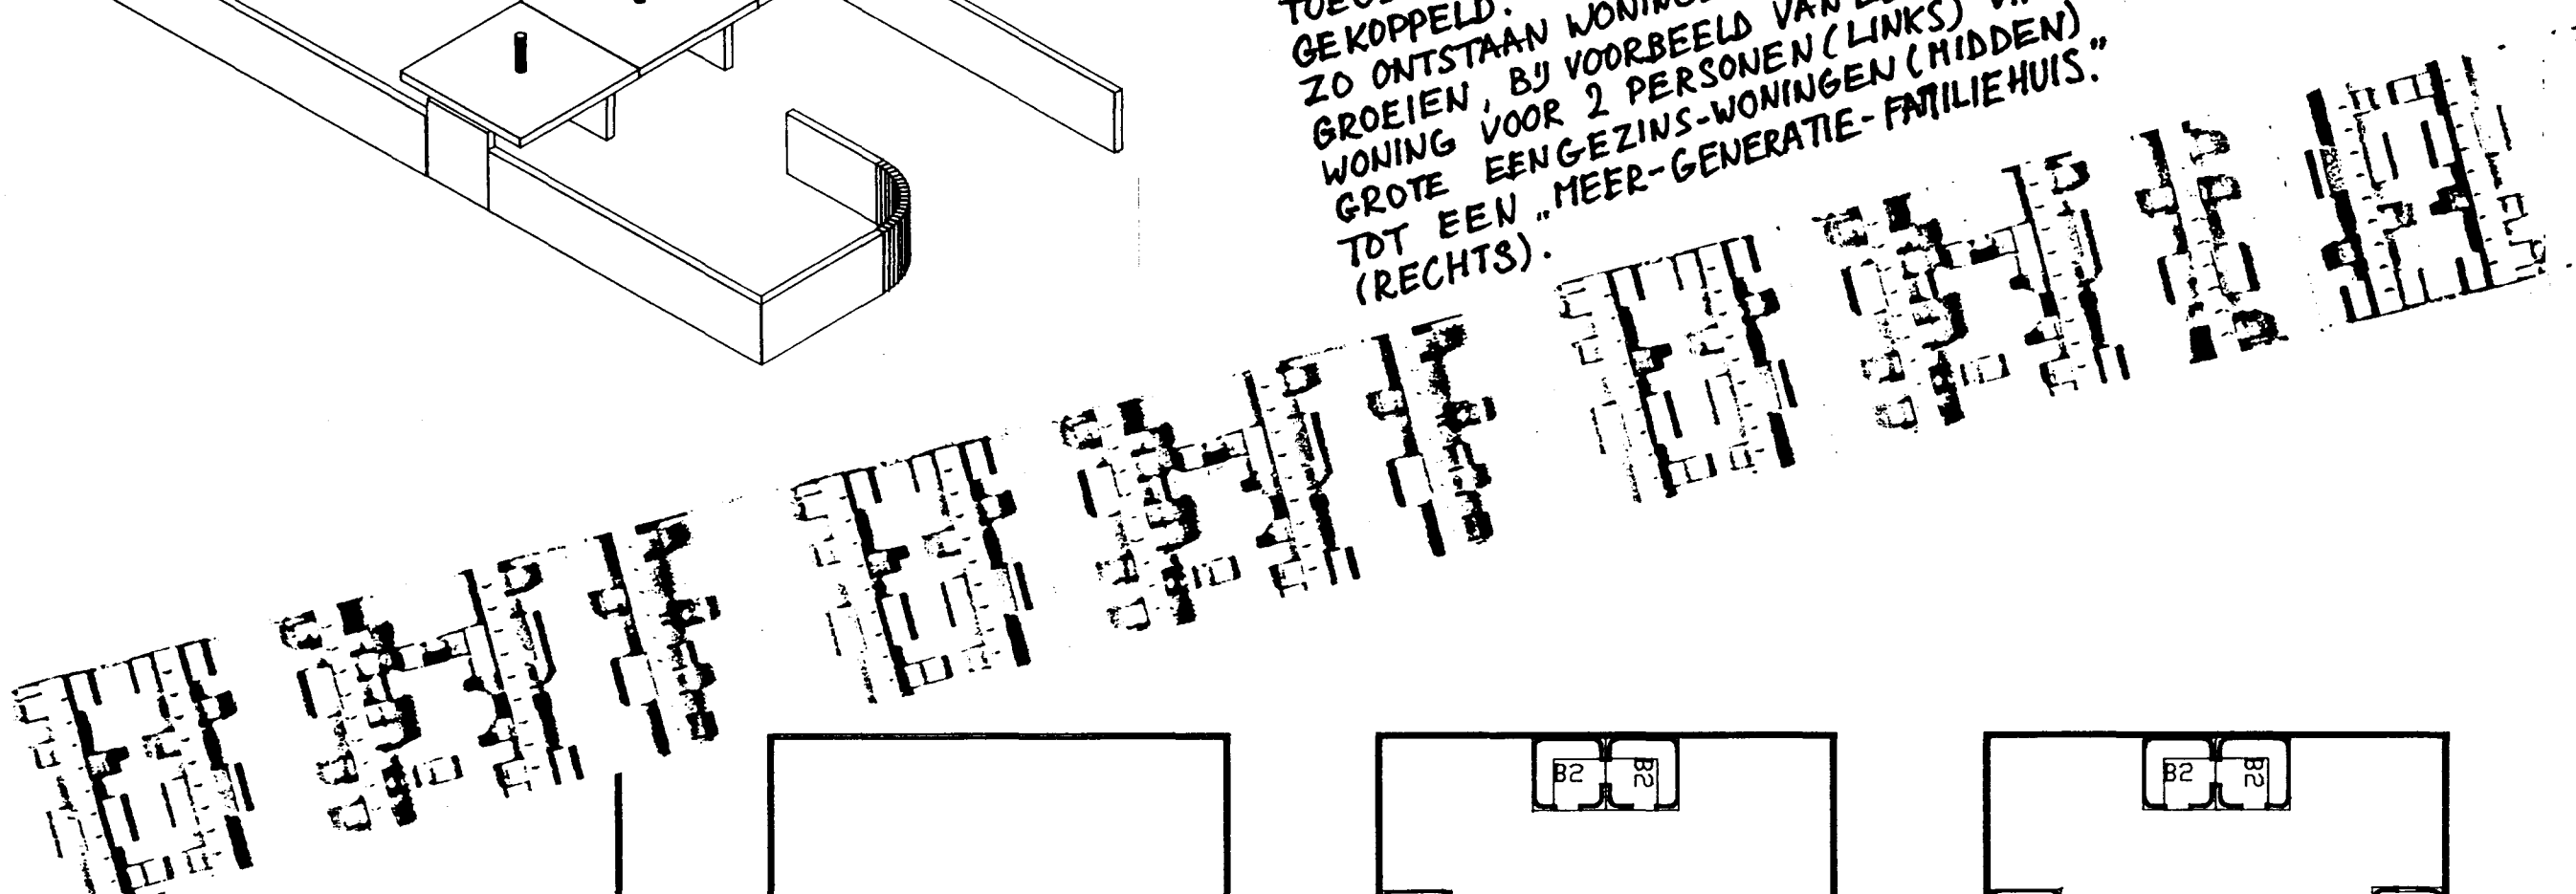 GEKOPPELD.
ZO ONTSTAAN
GROEIEN, BIJ VOORBEELD VAN
WONING VOOR 2 PERSONEN (LINKS)
GROTE EENGEZINS-WONINGEN (MIDDEN)
TOT EEN „MEER-GENERATIE-FAMILIEHUIS."
(RECHTS).
B2
B2
B2
B2